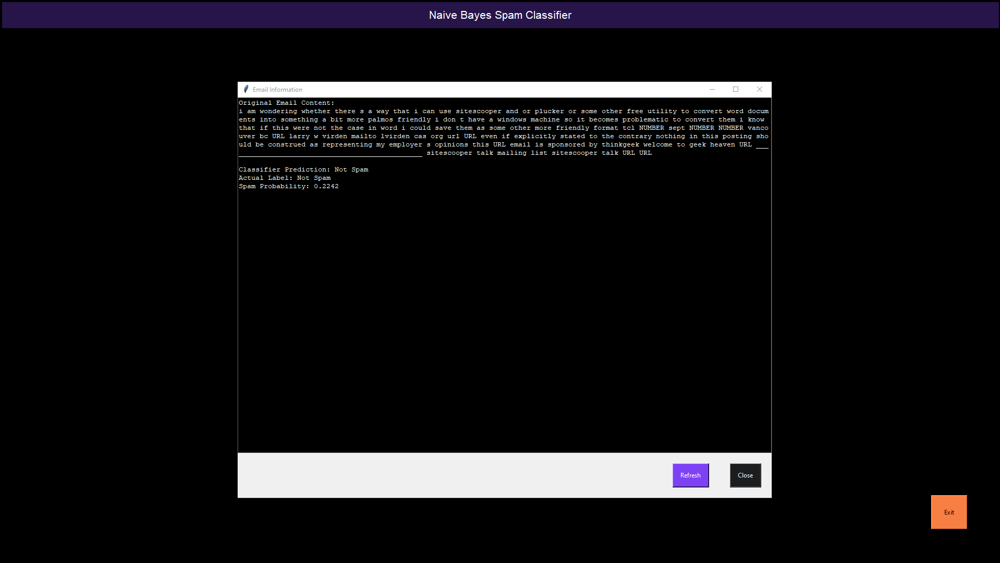 Naive Bayes Spam Classifier
Email Information
Original Email Content:
i am wondering whether there s a way that i can use sitescooper and or plucker or some other free utility to convert word docum
ents into something a bit more palmos friendly i don t have a windows machine so it becomes problematic to convert them i know
that if this were not the case in word i could save them as some other more friendly format tcl NUMBER sept NUMBER NUMBER vanco
uver bc URL larry w virden mailto lvirden cas org url URL even if explicitly stated to the contrary nothing in this posting sho
uld be construed as representing my employer s opinions this URL email is sponsored by thinkgeek welcome to geek heaven URL ___
____________________________________________ sitescooper talk mailing list sitescooper talk URL URL
Classifier Prediction: Not Spam
Actual Label: Not Spam
Spam Probability: 0.2242
Refresh
Close
Exit